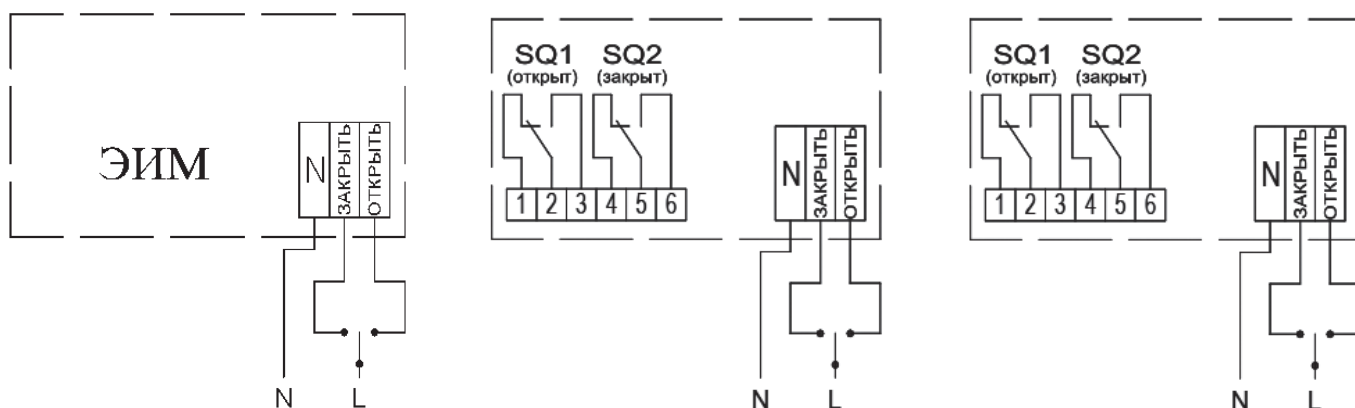 ЭИМ
N
ЗАКРЫТЬ
ОТКРЫТЬ
N L
SQ1 SQ2
(открыт) (закрыт)
1 2 3 4 5 6
N
ЗАКРЫТЬ
ОТКРЫТЬ
N L
SQ1 SQ2
(открыт) (закрыт)
1 2 3 4 5 6
N
ЗАКРЫТЬ
ОТКРЫТЬ
N L